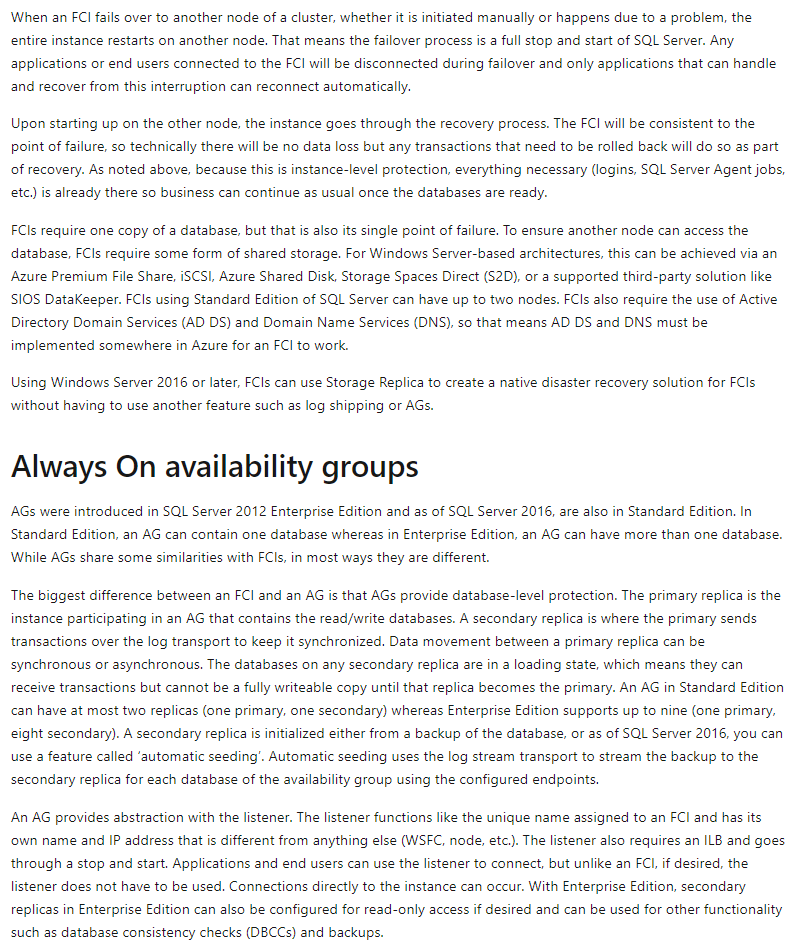 When an FCI fails over to another node of a cluster, whether it is initiated manually or happens due to a problem, the
entire instance restarts on another node. That means the failover process is a full stop and start of SQL Server. Any
applications or end users connected to the FCI will be disconnected during failover and only applications that can handle
and recover from this interruption can reconnect automatically.
Upon starting up on the other node, the instance goes through the recovery process. The FCI will be consistent to the
point of failure, so technically there will be no data loss but any transactions that need to be rolled back will do so as part
of recovery. As noted above, because this is instance-level protection, everything necessary (logins, SQL Server Agent jobs,
etc.) is already there so business can continue as usual once the databases are ready.
FCIs require one copy of a database, but that is also its single point of failure. To ensure another node can access the
database, FCIs require some form of shared storage. For Windows Server-based architectures, this can be achieved via an
Azure Premium File Share, iSCSI, Azure Shared Disk, Storage Spaces Direct (S2D), or a supported third-party solution like
SIOS DataKeeper. FCIs using Standard Edition of SQL Server can have up to two nodes. FCIs also require the use of Active
Directory Domain Services (AD DS) and Domain Name Services (DNS), so that means AD DS and DNS must be
implemented somewhere in Azure for an FCI to work.
Using Windows Server 2016 or later, FCIs can use Storage Replica to create a native disaster recovery solution for FCIs
without having to use another feature such as log shipping or AGs.
Always On availability groups
AGs were introduced in SQL Server 2012 Enterprise Edition and as of SQL Server 2016, are also in Standard Edition. In
Standard Edition, an AG can contain one database whereas in Enterprise Edition, an AG can have more than one database.
While AGs share some similarities with FCIs, in most ways they are different.
The biggest difference between an FCI and an AG is that AGs provide database-level protection. The primary replica is the
instance participating in an AG that contains the read/write databases. A secondary replica is where the primary sends
transactions over the log transport to keep it synchronized. Data movement between a primary replica can be
synchronous or asynchronous. The databases on any secondary replica are in a loading state, which means they can
receive transactions but cannot be a fully writeable copy until that replica becomes the primary. An AG in Standard Edition
can have at most two replicas (one primary, one secondary) whereas Enterprise Edition supports up to nine (one primary,
eight secondary). A secondary replica is initialized either from a backup of the database, or as of SQL Server 2016, you can
use a feature called ‘automatic seeding’. Automatic seeding uses the log stream transport to stream the backup to the
secondary replica for each database of the availability group using the configured endpoints.
An AG provides abstraction with the listener. The listener functions like the unique name assigned to an FCI and has its
own name and IP address that is different from anything else (WSFC, node, etc.). The listener also requires an ILB and goes
through a stop and start. Applications and end users can use the listener to connect, but unlike an FCI, if desired, the
listener does not have to be used. Connections directly to the instance can occur. With Enterprise Edition, secondary
replicas in Enterprise Edition can also be configured for read-only access if desired and can be used for other functionality
such as database consistency checks (DBCCs) and backups.